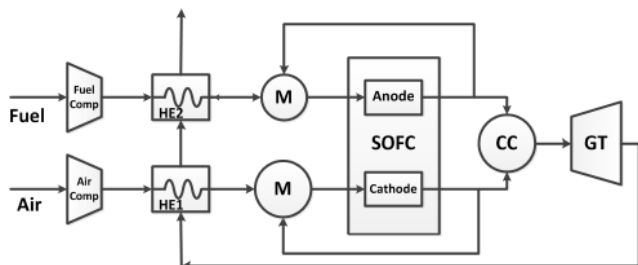 Fuel
Fuel
Comp
HE2
M
Anode
SOFC
CC
GT
Air
Air
Comp
HE1
M
Cathode